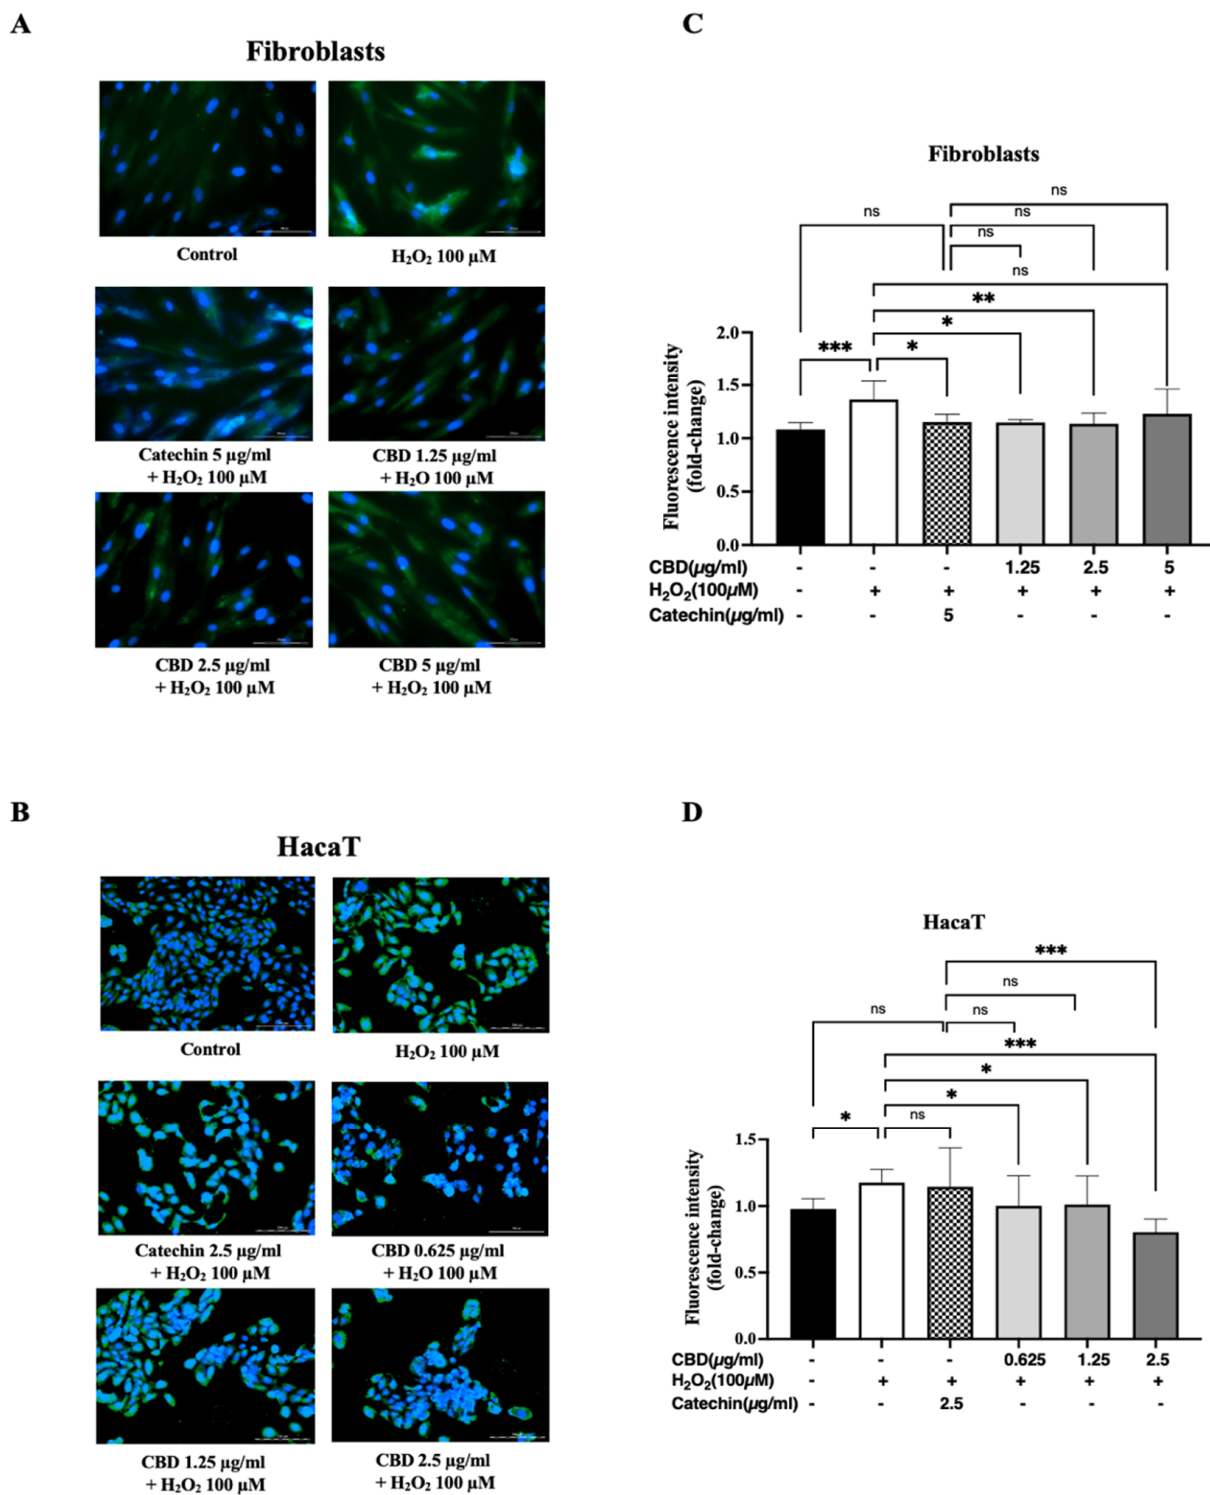 A
Fibroblasts
Control
H₂O₂ 100 µM
Catechin 5 µg/ml
+ H₂O₂ 100 µM
CBD 1.25 µg/ml
+ H₂O 100 µM
CBD 2.5 µg/ml
+ H₂O₂ 100 µM
CBD 5 µg/ml
+ H₂O₂ 100 µM
C
Fibroblasts
ns
ns
ns
ns
ns
**
*
***
*
Fluorescence intensity
(fold-change)
2.0
1.5
1.0
0.5
0.0
CBD(µg/ml) - - - 1.25 2.5 5
H₂O₂(100µM) - + + + + +
Catechin(µg/ml) - - 5 - - -
B
HacaT
Control
H₂O₂ 100 µM
Catechin 2.5 µg/ml
+ H₂O₂ 100 µM
CBD 0.625 µg/ml
+ H₂O 100 µM
CBD 1.25 µg/ml
+ H₂O₂ 100 µM
CBD 2.5 µg/ml
+ H₂O₂ 100 µM
D
HacaT
***
ns
ns
ns
***
*
*
*
ns
Fluorescence intensity
(fold-change)
1.5
1.0
0.5
0.0
CBD(µg/ml) - - - 0.625 1.25 2.5
H₂O₂(100µM) - + + + + +
Catechin(µg/ml) - - 2.5 - - -